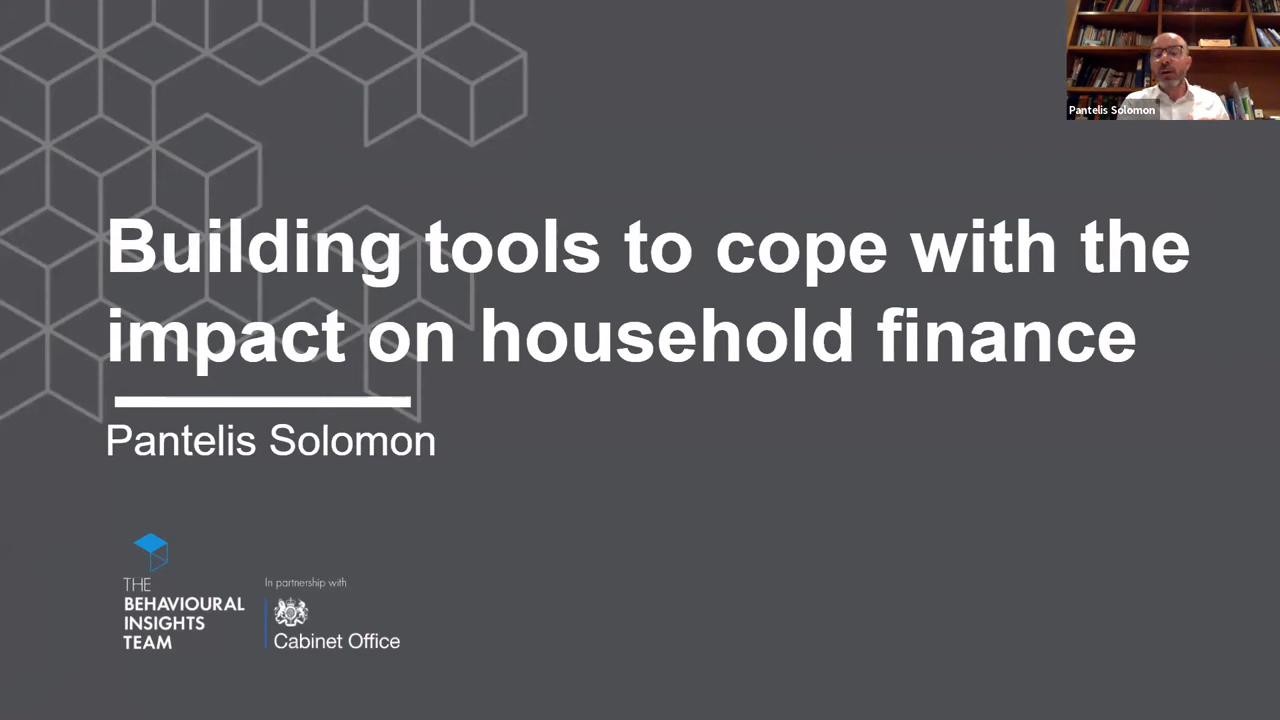 Pantelis Solomon
Building tools to cope with the
impact on household finance
Pantelis Solomon
THE
BEHAVIOURAL
INSIGHTS
TEAM
In partnership with
Cabinet Office